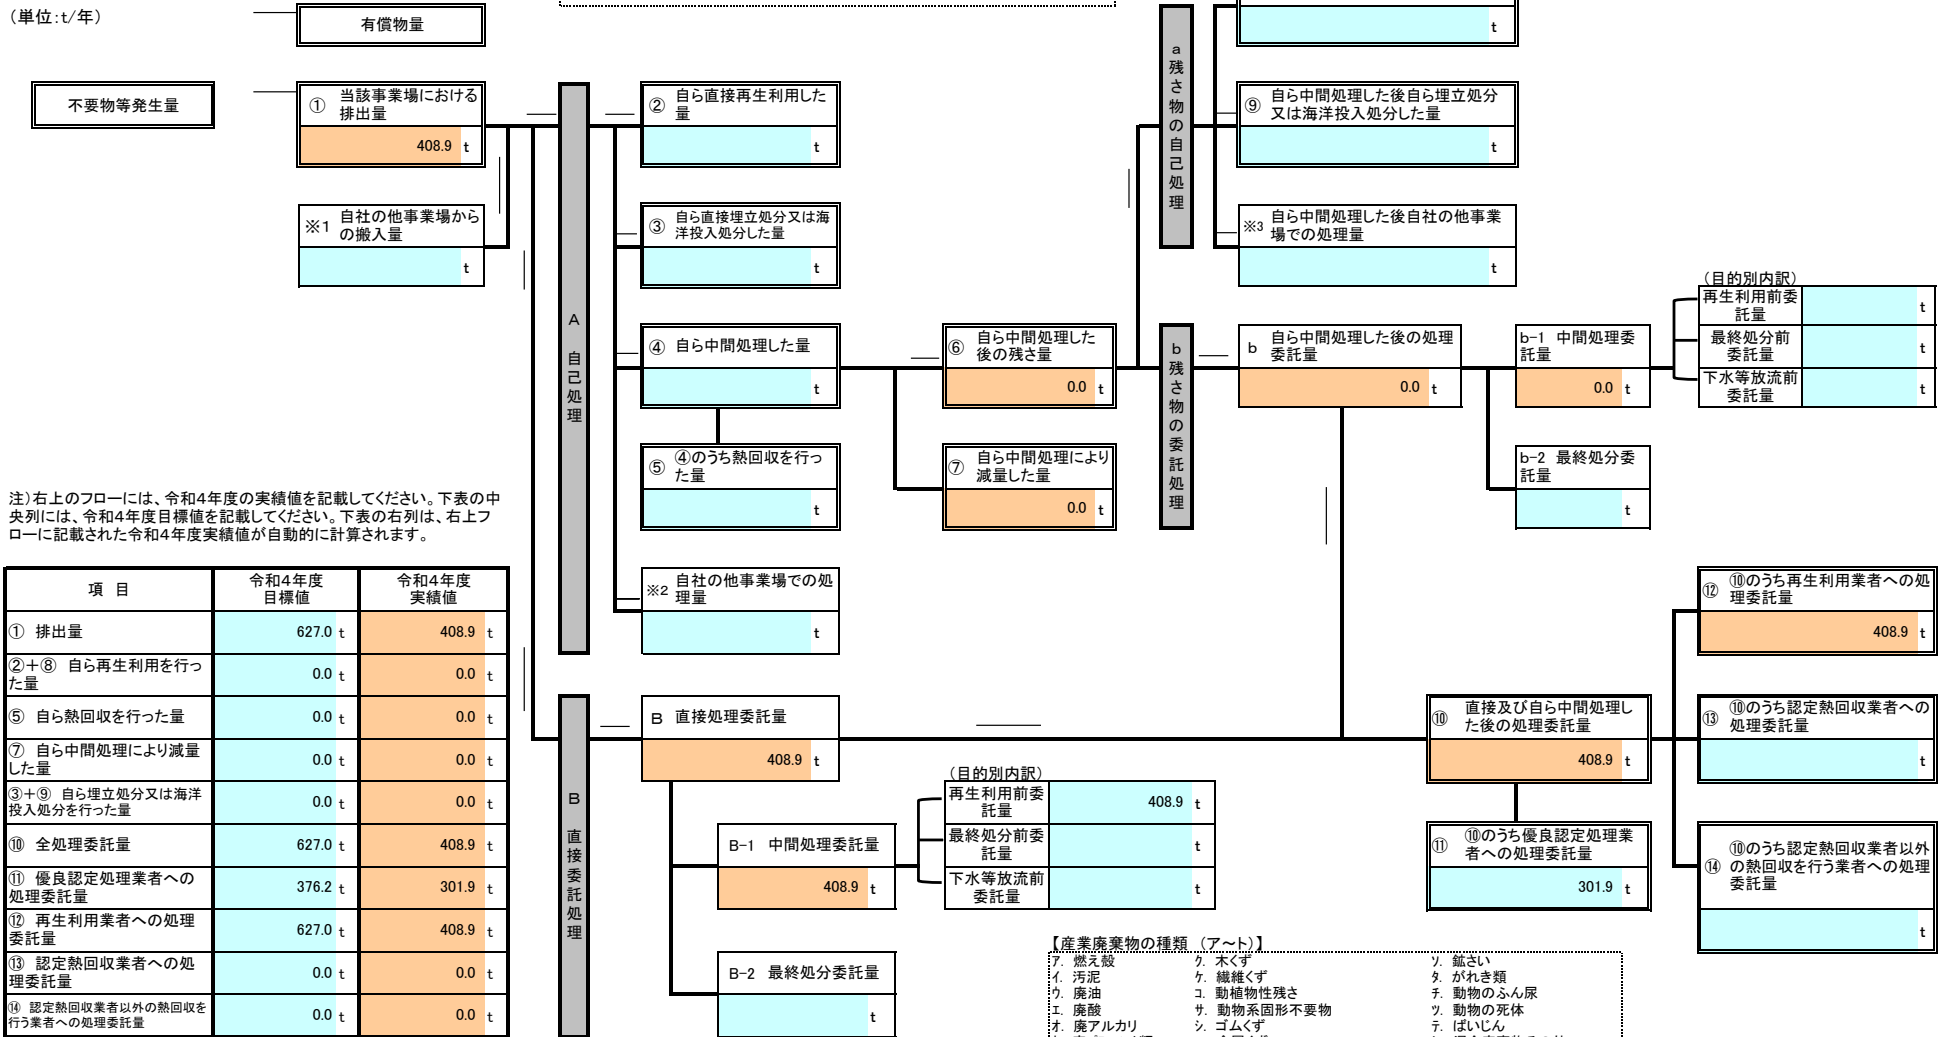 (単位:t/年)
有償物量
t
不要物等発生量
① 当該事業場における
排出量
408.9 t
※1 自社の他事業場から
の搬入量
t
A 自己処理
② 自ら直接再生利用した
量
t
③ 自ら直接埋立処分又は海
洋投入処分した量
t
④ 自ら中間処理した量
t
⑤ ④のうち熱回収を行っ
た量
t
※2 自社の他事業場での処
理量
t
⑥ 自ら中間処理した
後の残さ量
0.0 t
⑦ 自ら中間処理により
減量した量
0.0 t
a 残さ物の自己処理
⑨ 自ら中間処理した後自ら埋立処分
又は海洋投入処分した量
t
※3 自ら中間処理した後自社の他事業
場での処理量
t
b 残さ物の委託処理
b 自ら中間処理した後の処理
委託量
0.0 t
b-1 中間処理委
託量
0.0 t
b-2 最終処分委
託量
t
(目的別内訳)
再生利用前委
託量
t
最終処分前
委託量
t
下水等放流前
委託量
t
注)右上のフローには、令和4年度の実績値を記載してください。下表の中
央列には、令和4年度目標値を記載してください。下表の右列は、右上フ
ローに記載された令和4年度実績値が自動的に計算されます。
項 目
令和4年度
目標値
令和4年度
実績値
① 排出量 627.0 t 408.9 t
②+⑧ 自ら再生利用を行っ
た量
0.0 t 0.0 t
⑤ 自ら熱回収を行った量 0.0 t 0.0 t
⑦ 自ら中間処理により減量
した量
0.0 t 0.0 t
③+⑨ 自ら埋立処分又は海洋
投入処分を行った量
0.0 t 0.0 t
⑩ 全処理委託量 627.0 t 408.9 t
⑪ 優良認定処理業者への
処理委託量
376.2 t 301.9 t
⑫ 再生利用業者への処理
委託量
627.0 t 408.9 t
⑬ 認定熱回収業者への処
理委託量
0.0 t 0.0 t
⑭ 認定熱回収業者以外の熱回収を
行う業者への処理委託量
0.0 t 0.0 t
B 直接委託処理
B 直接処理委託量
408.9 t
B-1 中間処理委託量
408.9 t
B-2 最終処分委託量
t
(目的別内訳)
再生利用前委
託量
408.9 t
最終処分前委
託量
t
下水等放流前
委託量
t
⑩ 直接及び自ら中間処理し
た後の処理委託量
408.9 t
⑪ ⑩のうち優良認定処理業
者への処理委託量
301.9 t
⑫ ⑩のうち再生利用業者への処
理委託量
408.9 t
⑬ ⑩のうち認定熱回収業者への
処理委託量
t
⑭ ⑩のうち認定熱回収業者以外
の熱回収を行う業者への処理
委託量
t
【産業廃棄物の種類 (ア~ト)】
ア. 燃え殻 ク. 木くず ソ. 鉱さい
イ. 汚泥 ケ. 繊維くず タ. がれき類
ウ. 廃油 コ. 動植物性残さ チ. 動物のふん尿
エ. 廃酸 サ. 動物系固形不要物 ツ. 動物の死体
オ. 廃アルカリ シ. ゴムくず テ. ばいじん